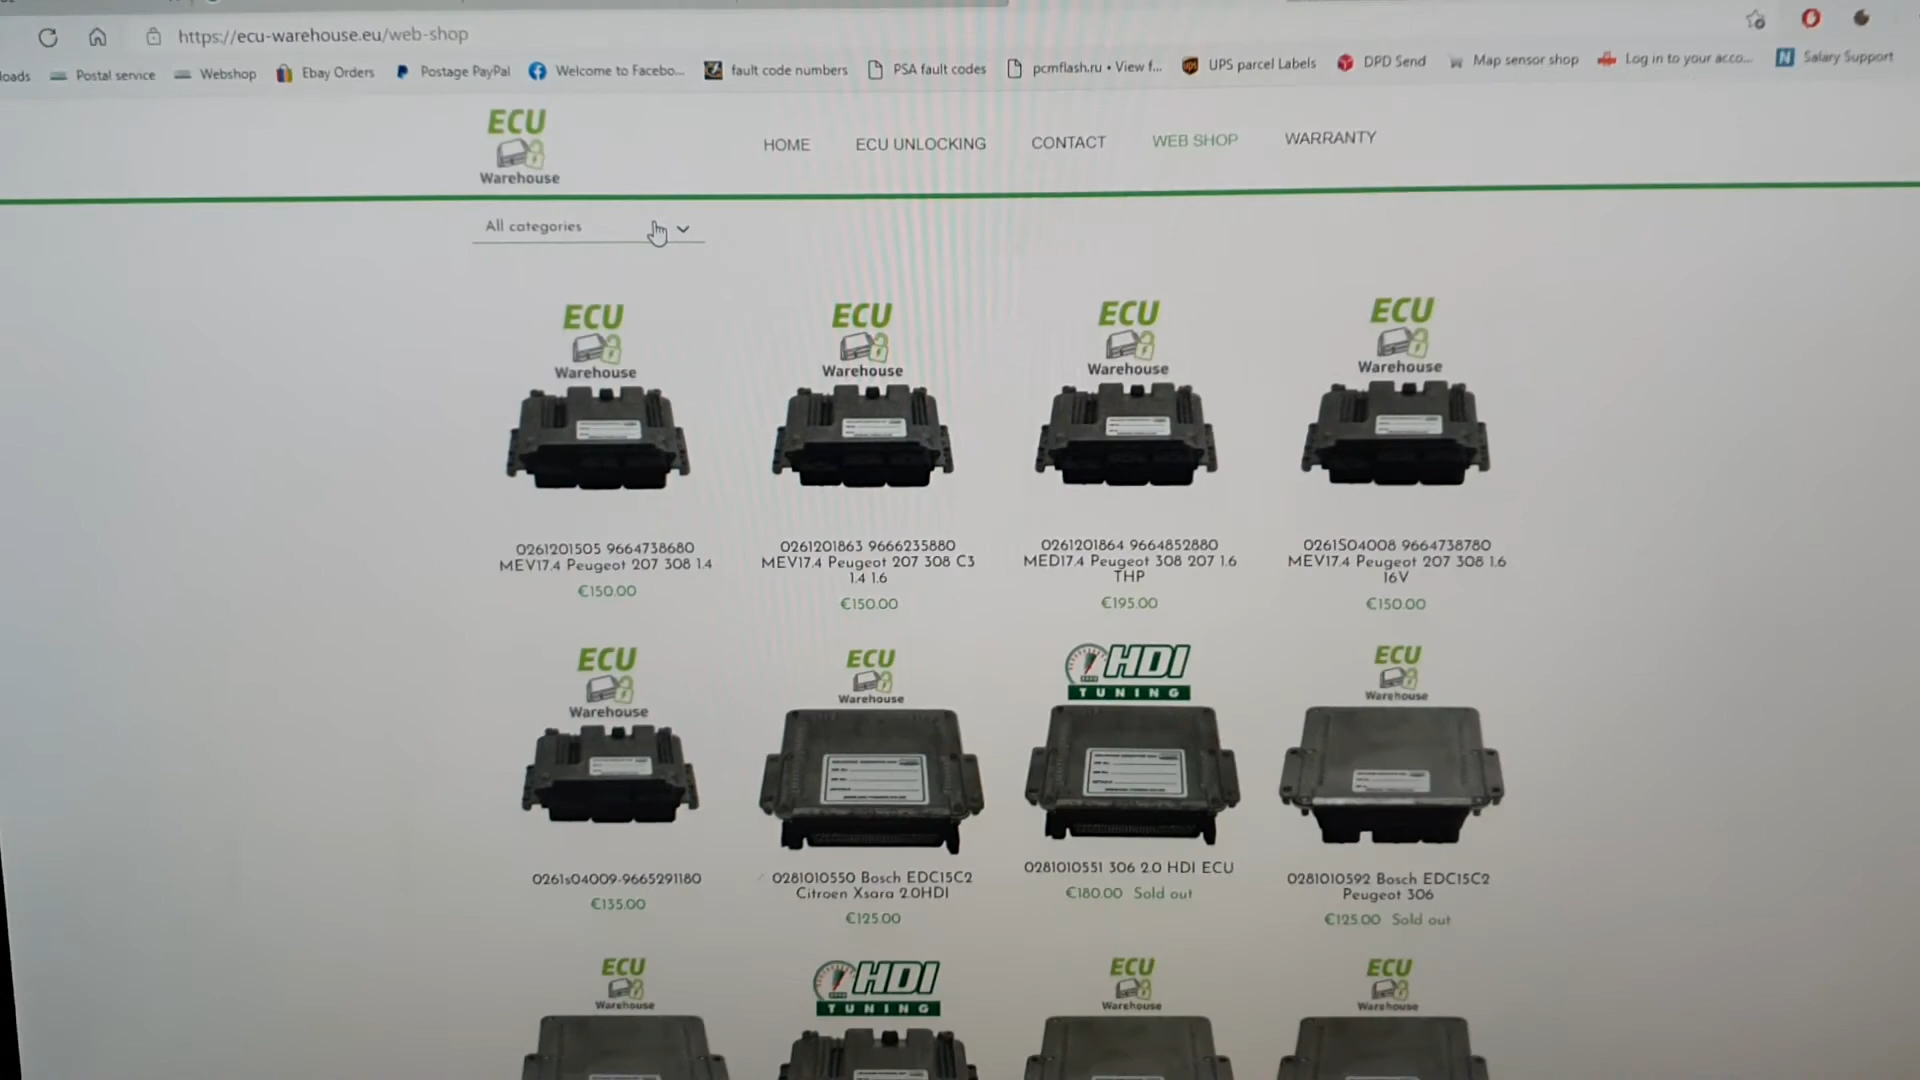 https://ecu-warehouse.eu/web-shop
loads
Postal service
Webshop
Ebay Orders
Postage PayPal
Welcome to Facebo...
fault code numbers
PSA fault codes
pcmflash.ru • View f...
UPS parcel Labels
DPD Send
Map sensor shop
Log in to your acco...
Salary Support
ECU
Warehouse
HOME
ECU UNLOCKING
CONTACT
WEB SHOP
WARRANTY
All categories
ECU
Warehouse
ECU
Warehouse
ECU
Warehouse
ECU
Warehouse
0261201505 9664738680
MEV17.4 Peugeot 207 308 1.4
€150.00
0261201863 9666235880
MEV17.4 Peugeot 207 308 C3
1.4 1.6
€150.00
0261201864 9664852880
MED17.4 Peugeot 308 207 1.6
THP
€195.00
0261S04008 9664738780
MEV17.4 Peugeot 207 308 1.6
16V
€150.00
ECU
Warehouse
ECU
Warehouse
HDI
TUNING
ECU
Warehouse
0261s04009-9665291180
€135.00
0281010550 Bosch EDC15C2
Citroen Xsara 2.0HDI
€125.00
0281010551 306 2.0 HDI ECU
€180.00 Sold out
0281010592 Bosch EDC15C2
Peugeot 306
€125.00 Sold out
ECU
Warehouse
HDI
TUNING
ECU
Warehouse
ECU
Warehouse